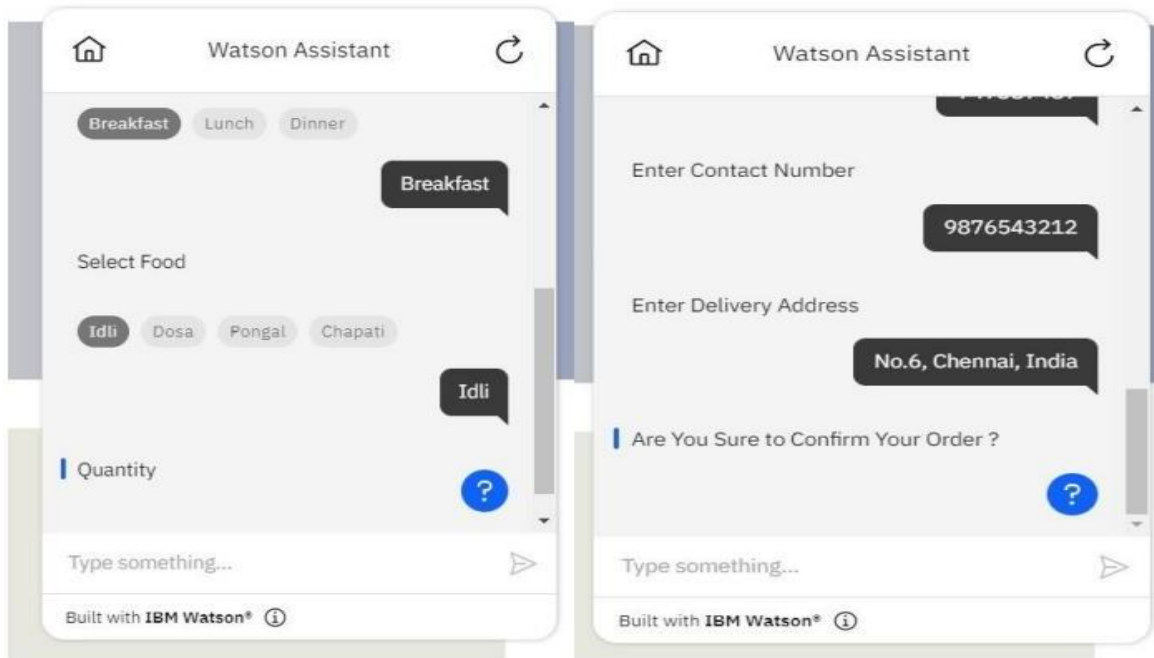 Watson Assistant
Breakfast Lunch Dinner
Breakfast
Select Food
Idli Dosa Pongal Chapati
Idli
Quantity
?
Type something...
Built with IBM Watson® i
Watson Assistant
Enter Contact Number
9876543212
Enter Delivery Address
No.6, Chennai, India
Are You Sure to Confirm Your Order ?
?
Type something...
Built with IBM Watson® i